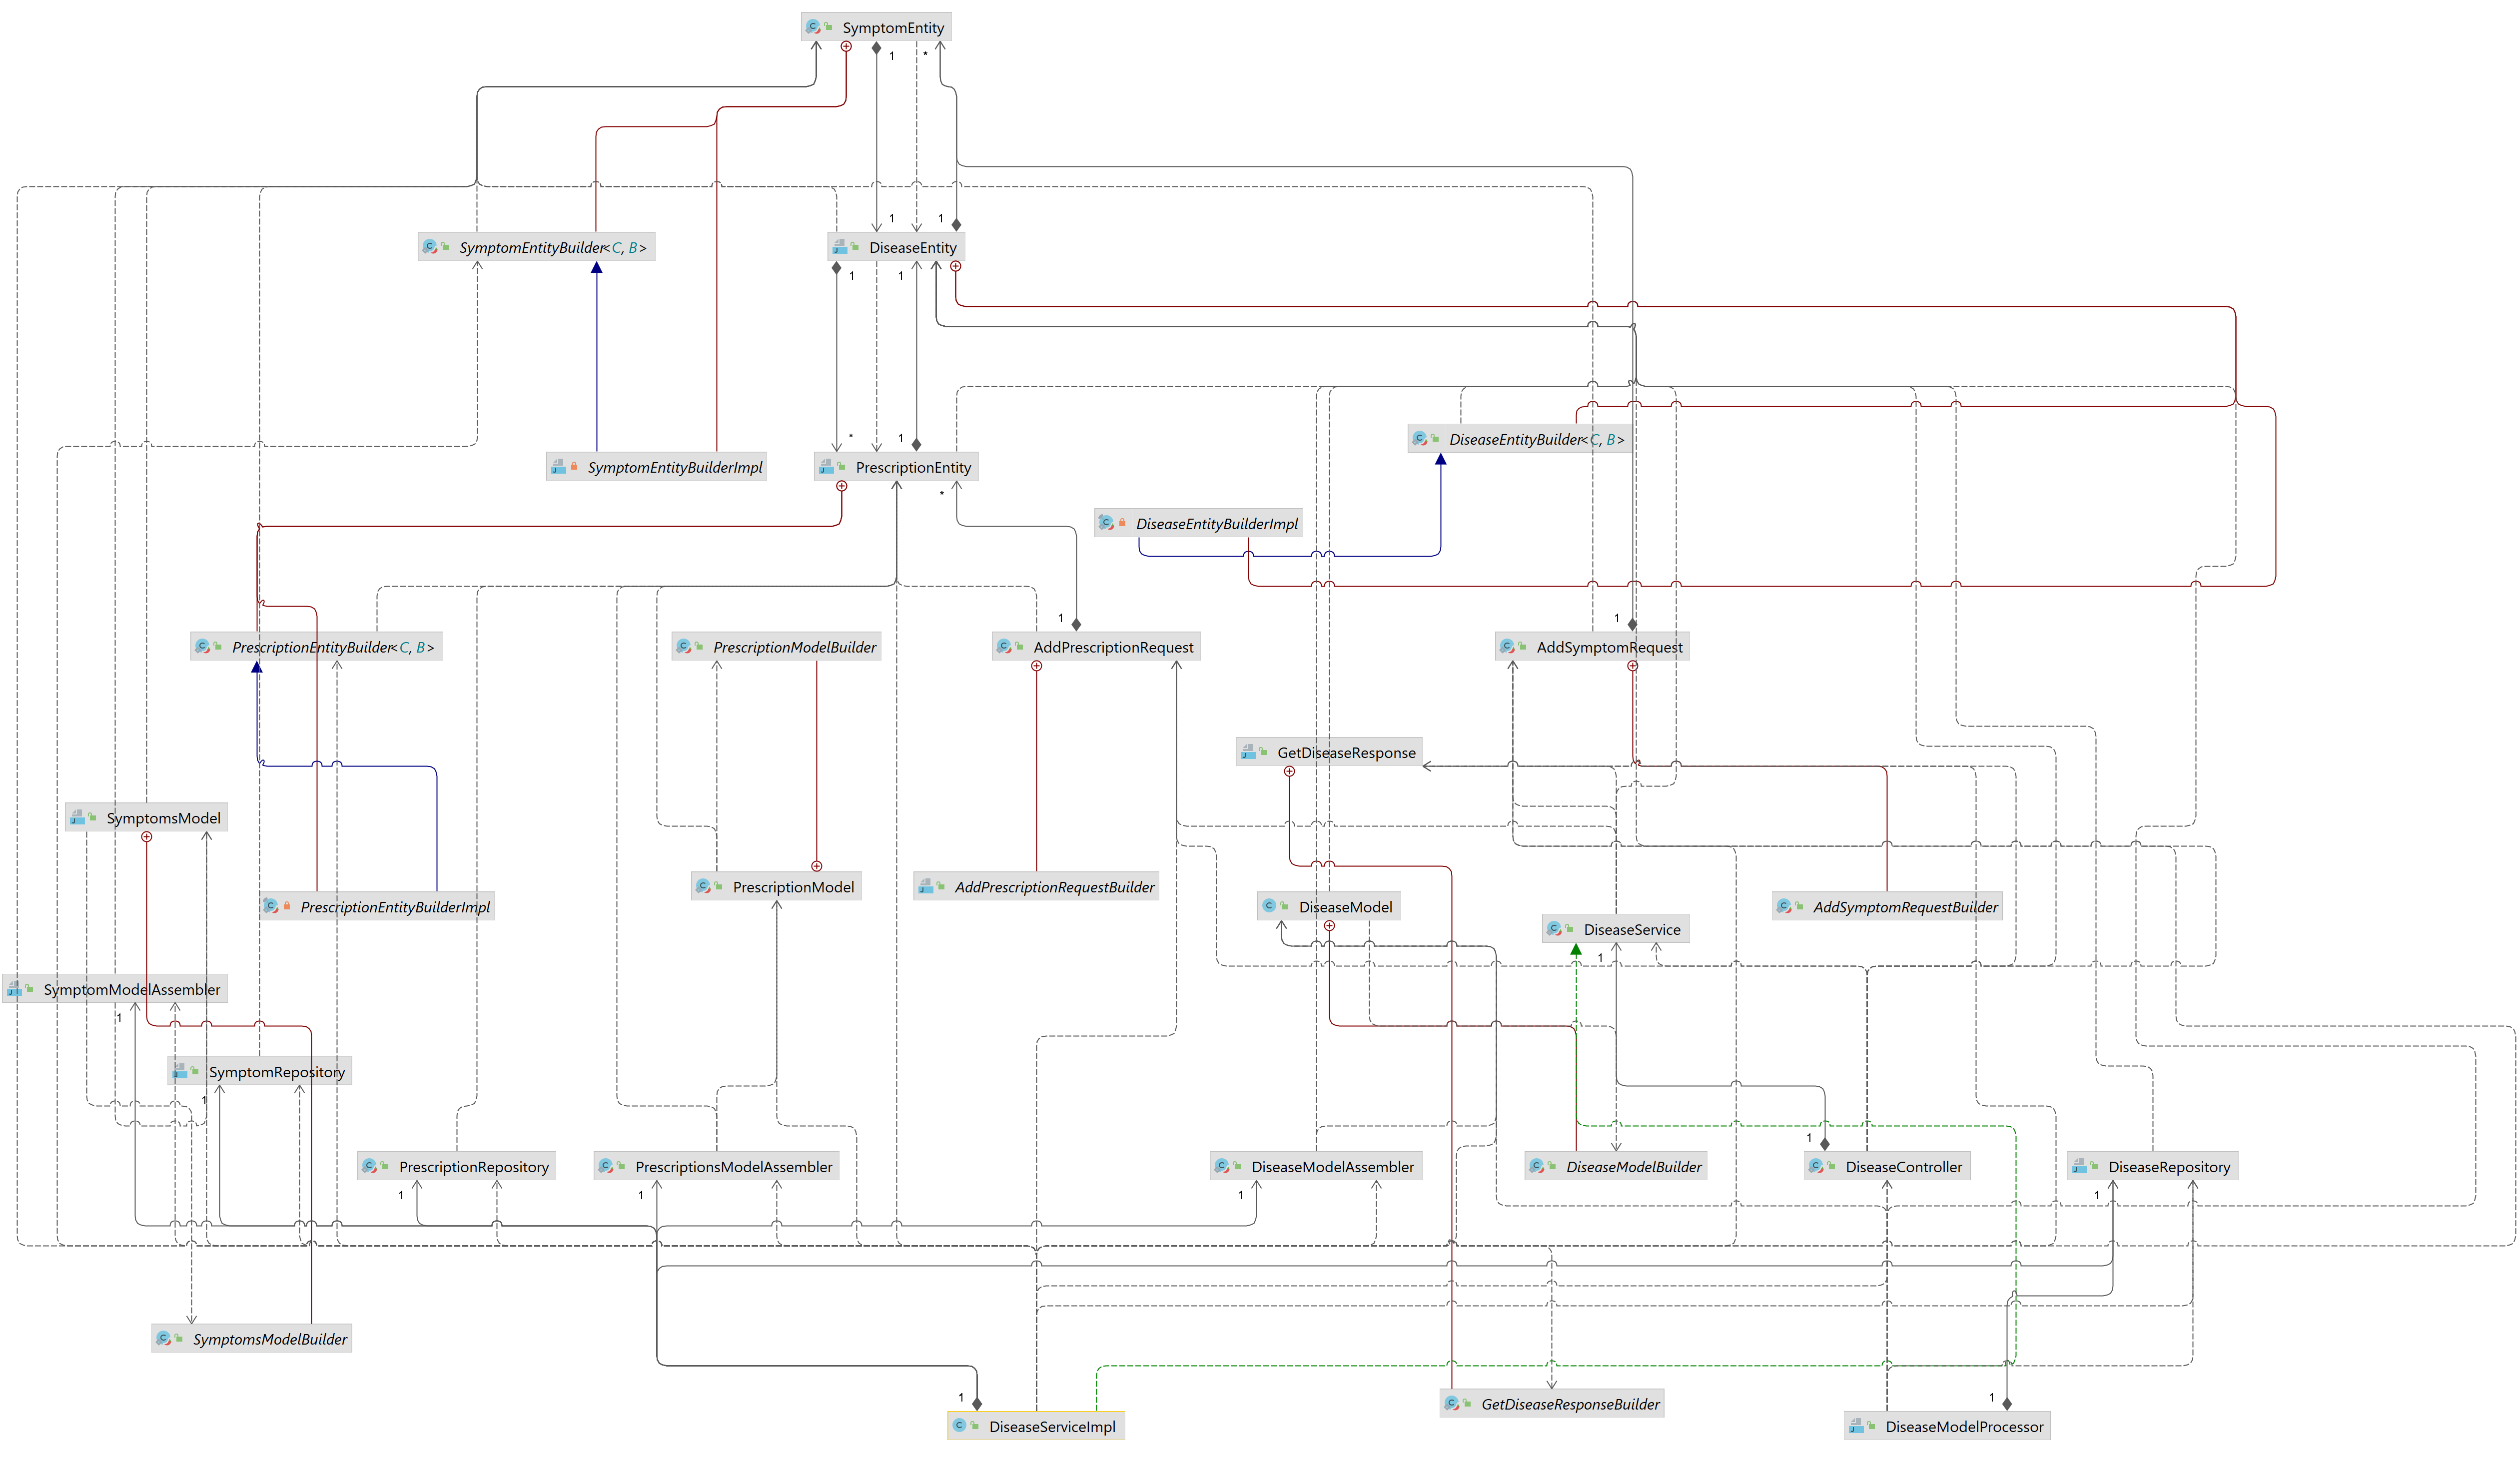 SymptomEntity
1
*
1
1
SymptomEntityBuilder<C, B>
DiseaseEntity
1
1
*
1
DiseaseEntityBuilder<C, B>
SymptomEntityBuilderImpl
PrescriptionEntity
*
DiseaseEntityBuilderImpl
1
1
PrescriptionEntityBuilder<C, B>
PrescriptionModelBuilder
AddPrescriptionRequest
AddSymptomRequest
GetDiseaseResponse
SymptomsModel
PrescriptionModel
AddPrescriptionRequestBuilder
PrescriptionEntityBuilderImpl
DiseaseModel
AddSymptomRequestBuilder
DiseaseService
1
SymptomModelAssembler
1
SymptomRepository
1
1
PrescriptionRepository
PrescriptionsModelAssembler
DiseaseModelAssembler
DiseaseModelBuilder
DiseaseController
DiseaseRepository
1
1
1
1
SymptomsModelBuilder
1
1
GetDiseaseResponseBuilder
DiseaseServiceImpl
DiseaseModelProcessor